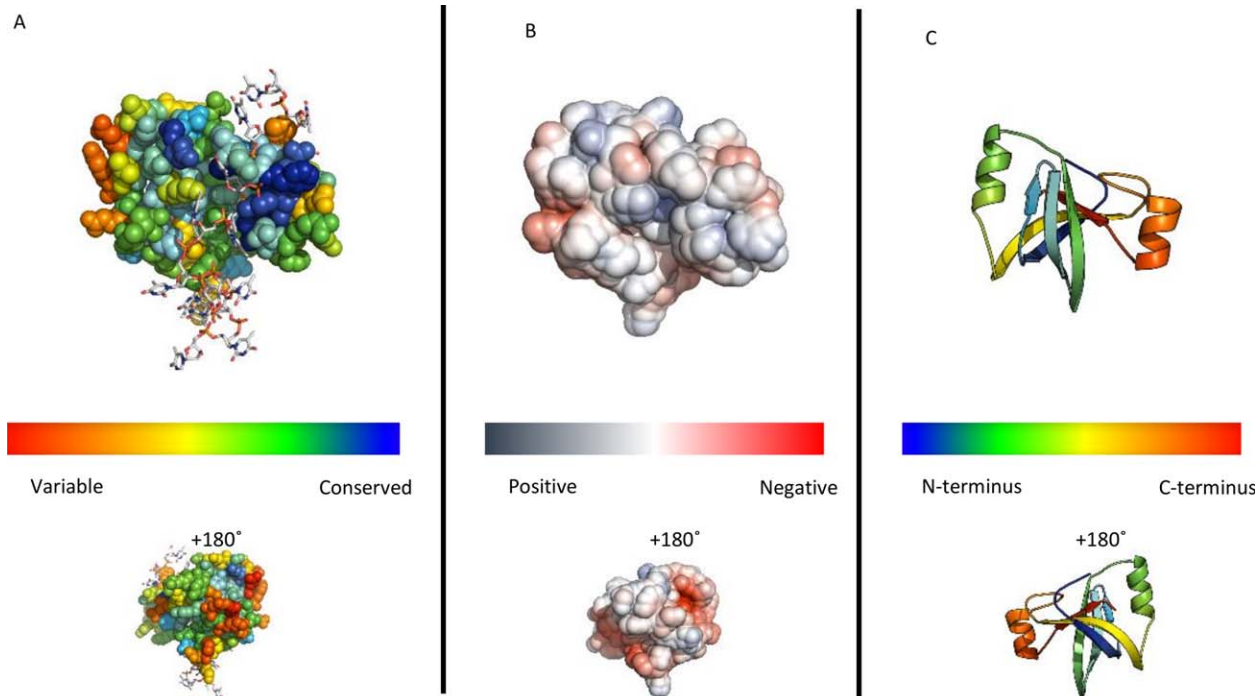 A
B
C
Variable Conserved
Positive Negative
N-terminus C-terminus
+180˚
+180˚
+180˚